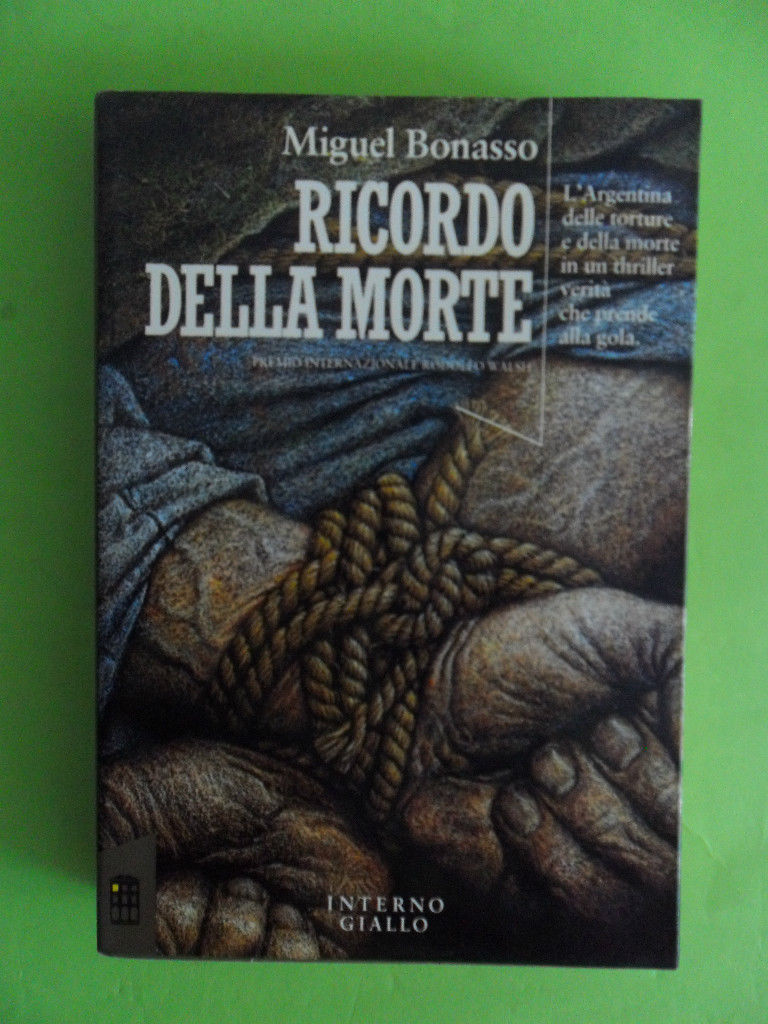 Miguel Bonasso
RICORDO
DELLA MORTE
PREMIO INTERNAZIONALE RODOLFO WALSH
L'Argentina
delle torture
e della morte
in un thriller
verità
che prende
alla gola.
INTERNO
GIALLO